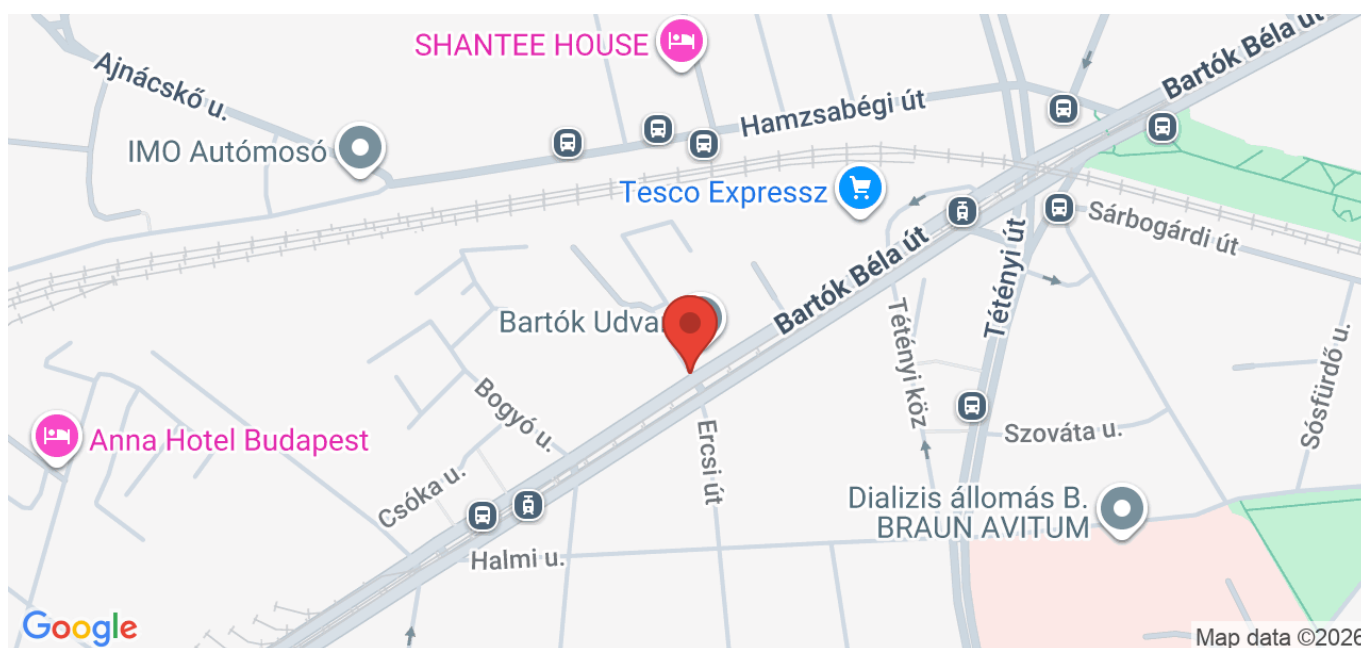 SHANTEE HOUSE
Bartók Béla út
Ajnácskő u.
Hamzsabégi út
IMO Autómosó
Tesco Expressz
Sárbogárdi út
Bartók Béla út
Tétényi út
Bartók Udvar
Tétényi köz
Sósfürdő u.
Bogyó u.
Ercsi út
Szováta u.
Anna Hotel Budapest
Csóka u.
Dializis állomás B.
BRAUN AVITUM
Halmi u.
Google
Map data ©2026